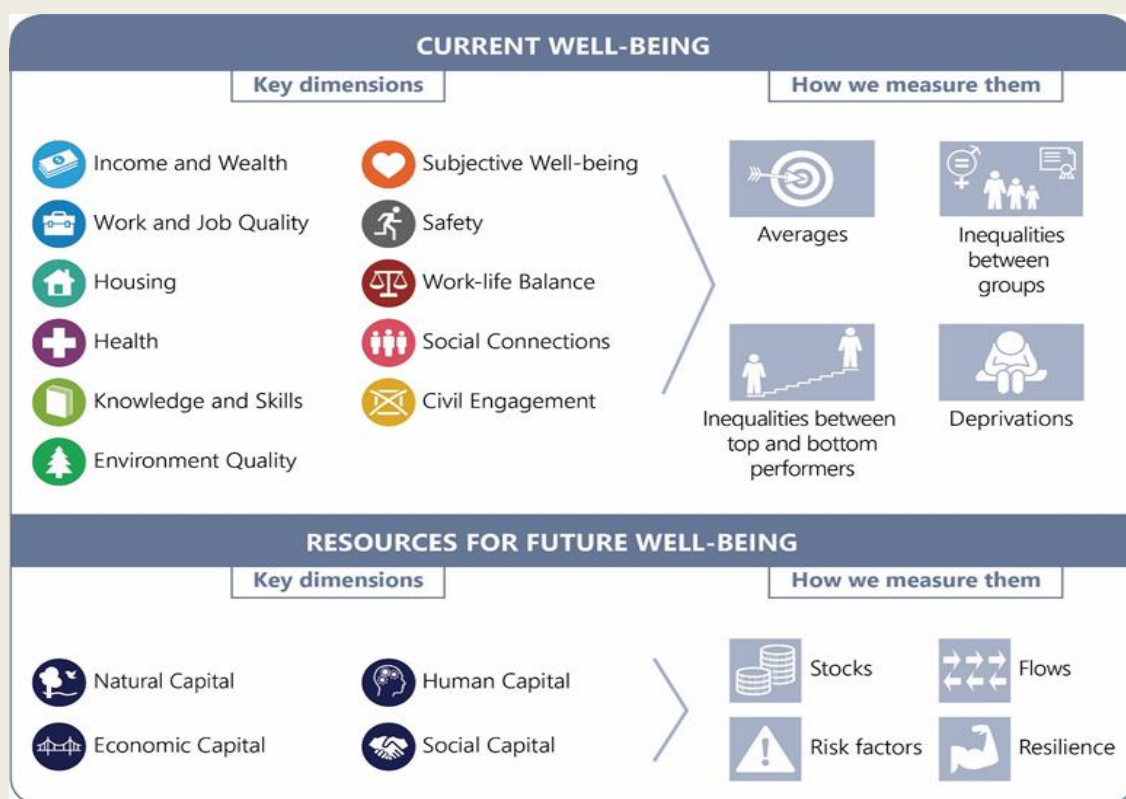 CURRENT WELL-BEING
Key dimensions
How we measure them
Income and Wealth
Work and Job Quality
Housing
Health
Knowledge and Skills
Environment Quality
Subjective Well-being
Safety
Work-life Balance
Social Connections
Civil Engagement
Averages
Inequalities
between
groups
Inequalities between
top and bottom
performers
Deprivations
RESOURCES FOR FUTURE WELL-BEING
Key dimensions
How we measure them
Natural Capital
Economic Capital
Human Capital
Social Capital
Stocks
Flows
Risk factors
Resilience